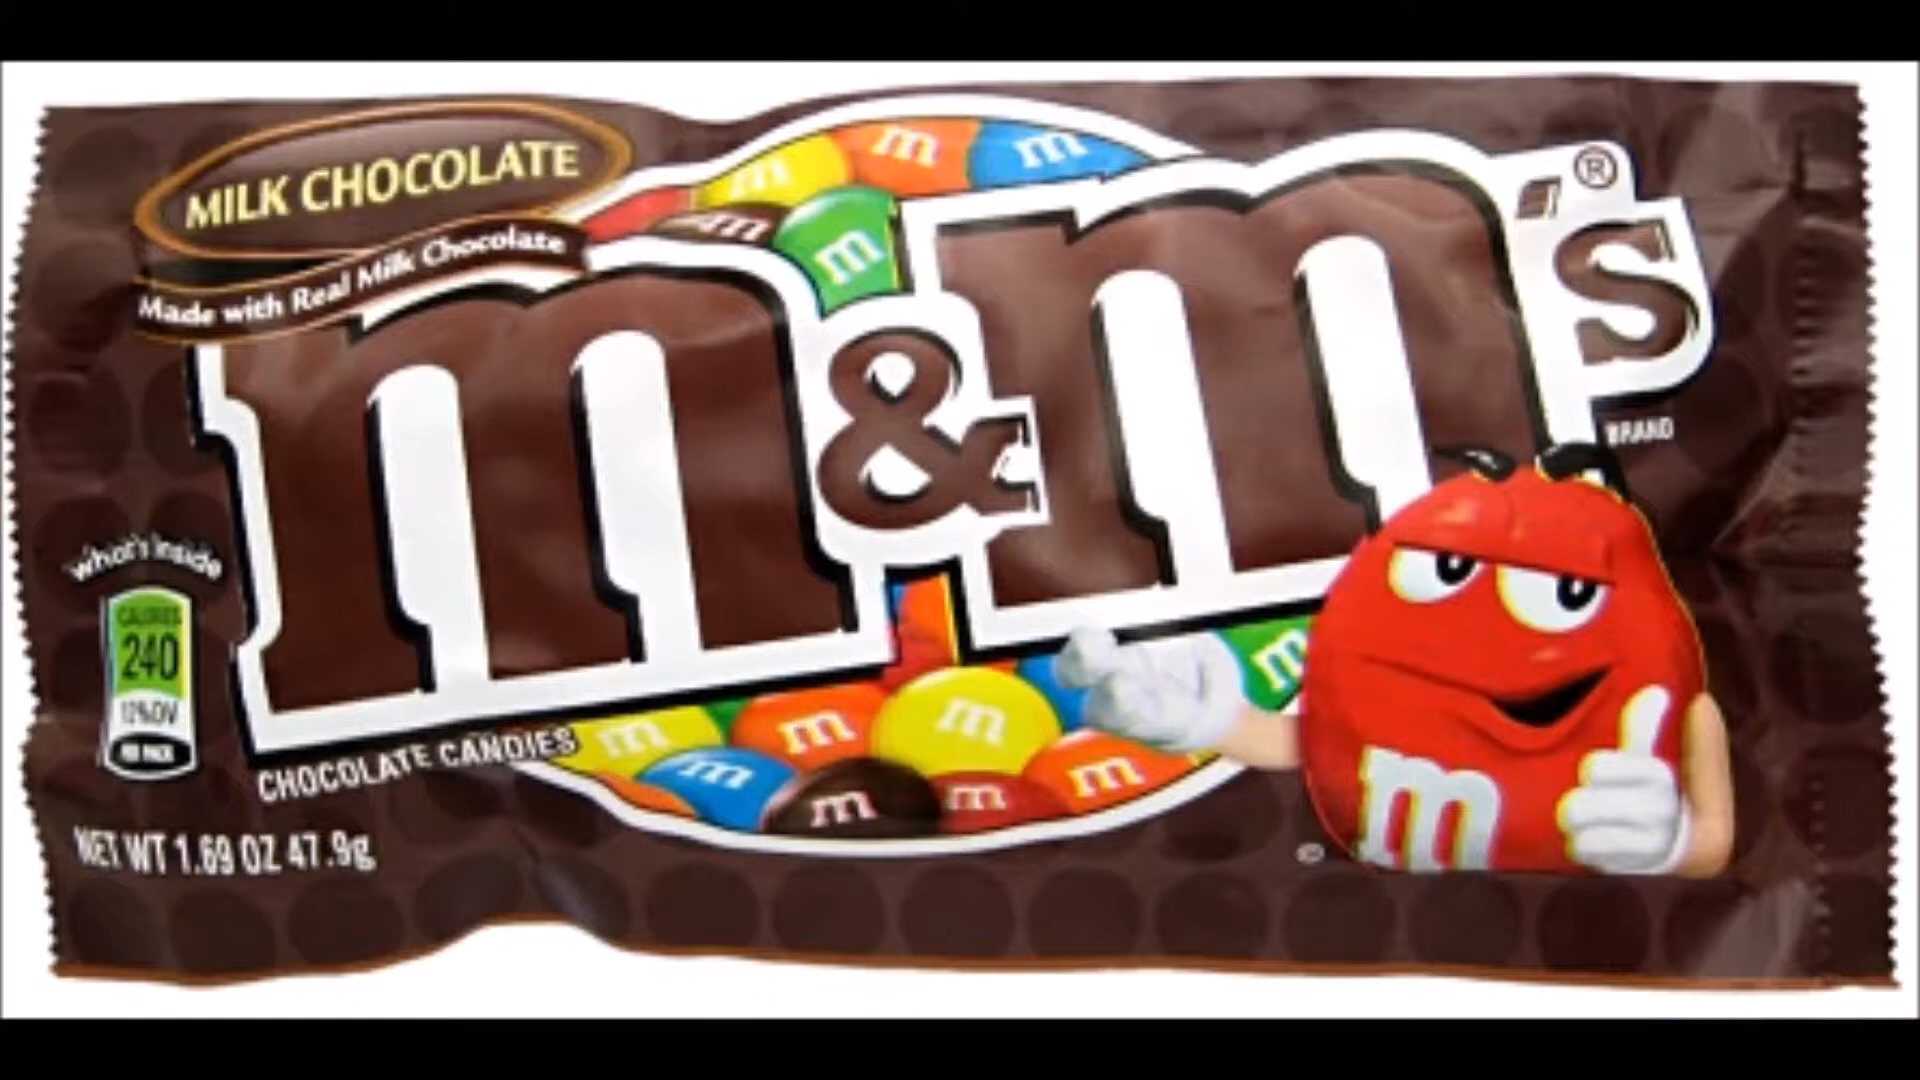 MILK CHOCOLATE
Made with Real Milk Chocolate
m m m
m m
m&m's®
BRAND
what's inside
CALORIES
240
12% DV
PER PACK
CHOCOLATE CANDIES
m m m m
m m m m
m
NET WT 1.69 OZ 47.9g
©